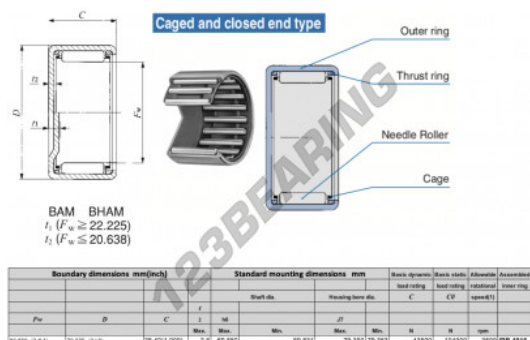 Caged and closed end type
C
Outer ring
Thrust ring
t2
D
t1
Fw
Needle Roller
Cage
BAM BHAM
t₁ (Fw ≧ 22.225)
t₂ (Fw ≦ 20.638)
123BEARING
Boundary dimensions mm(inch) Standard mounting dimensions mm Basic dynamic Basic static Allowable Assembled
load rating load rating rotational inner ring
Shaft dia. Housing bore dia. C C0 speed(1)
Fw D C
h6 J7
Max. Max. Min. Max. Min. N N rpm